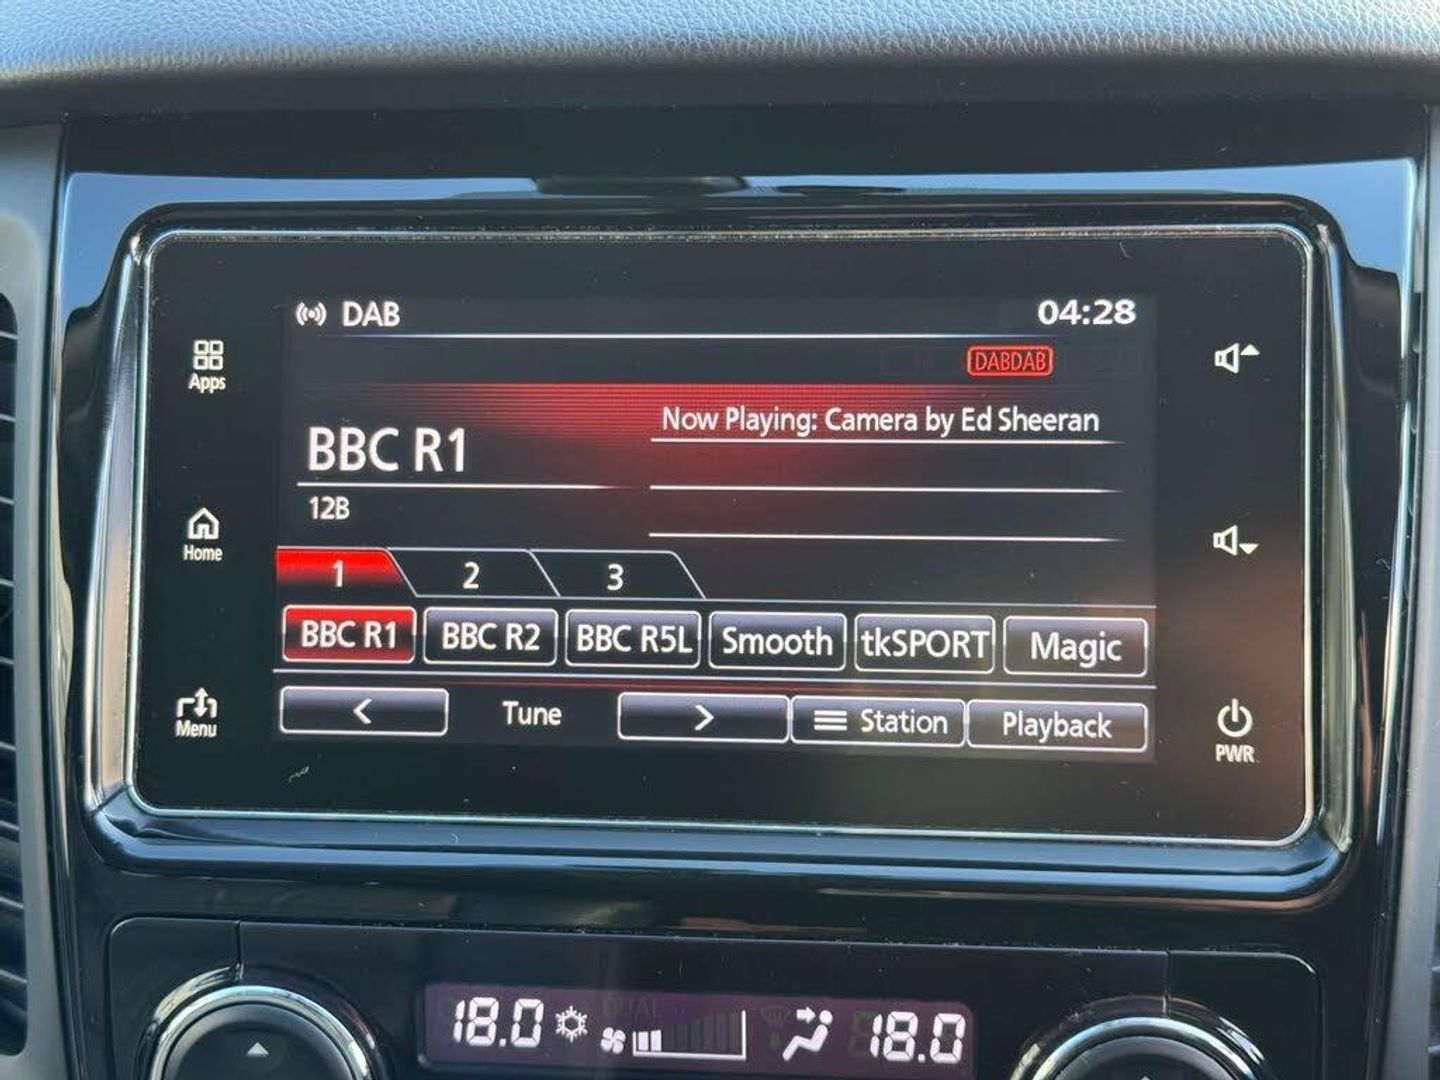 DAB
04:28
DABDAB
Apps
Now Playing: Camera by Ed Sheeran
BBC R1
12B
Home
1 2 3
BBC R1 BBC R2 BBC R5L Smooth tkSPORT Magic
Menu
< Tune > Station Playback
PWR
DUAL
18.0 18.0